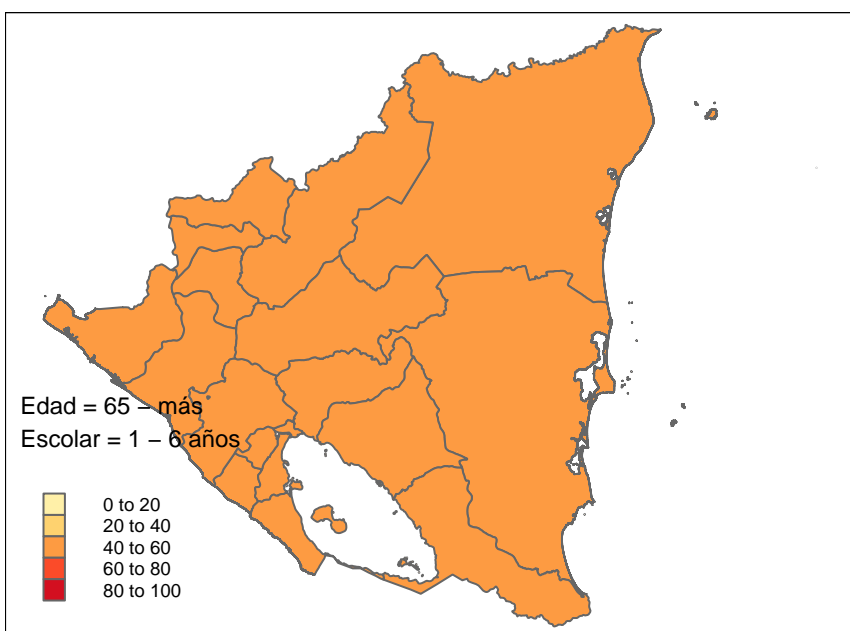 Edad = 65 − más
Escolar = 1 − 6 años
0 to 20
20 to 40
40 to 60
60 to 80
80 to 100